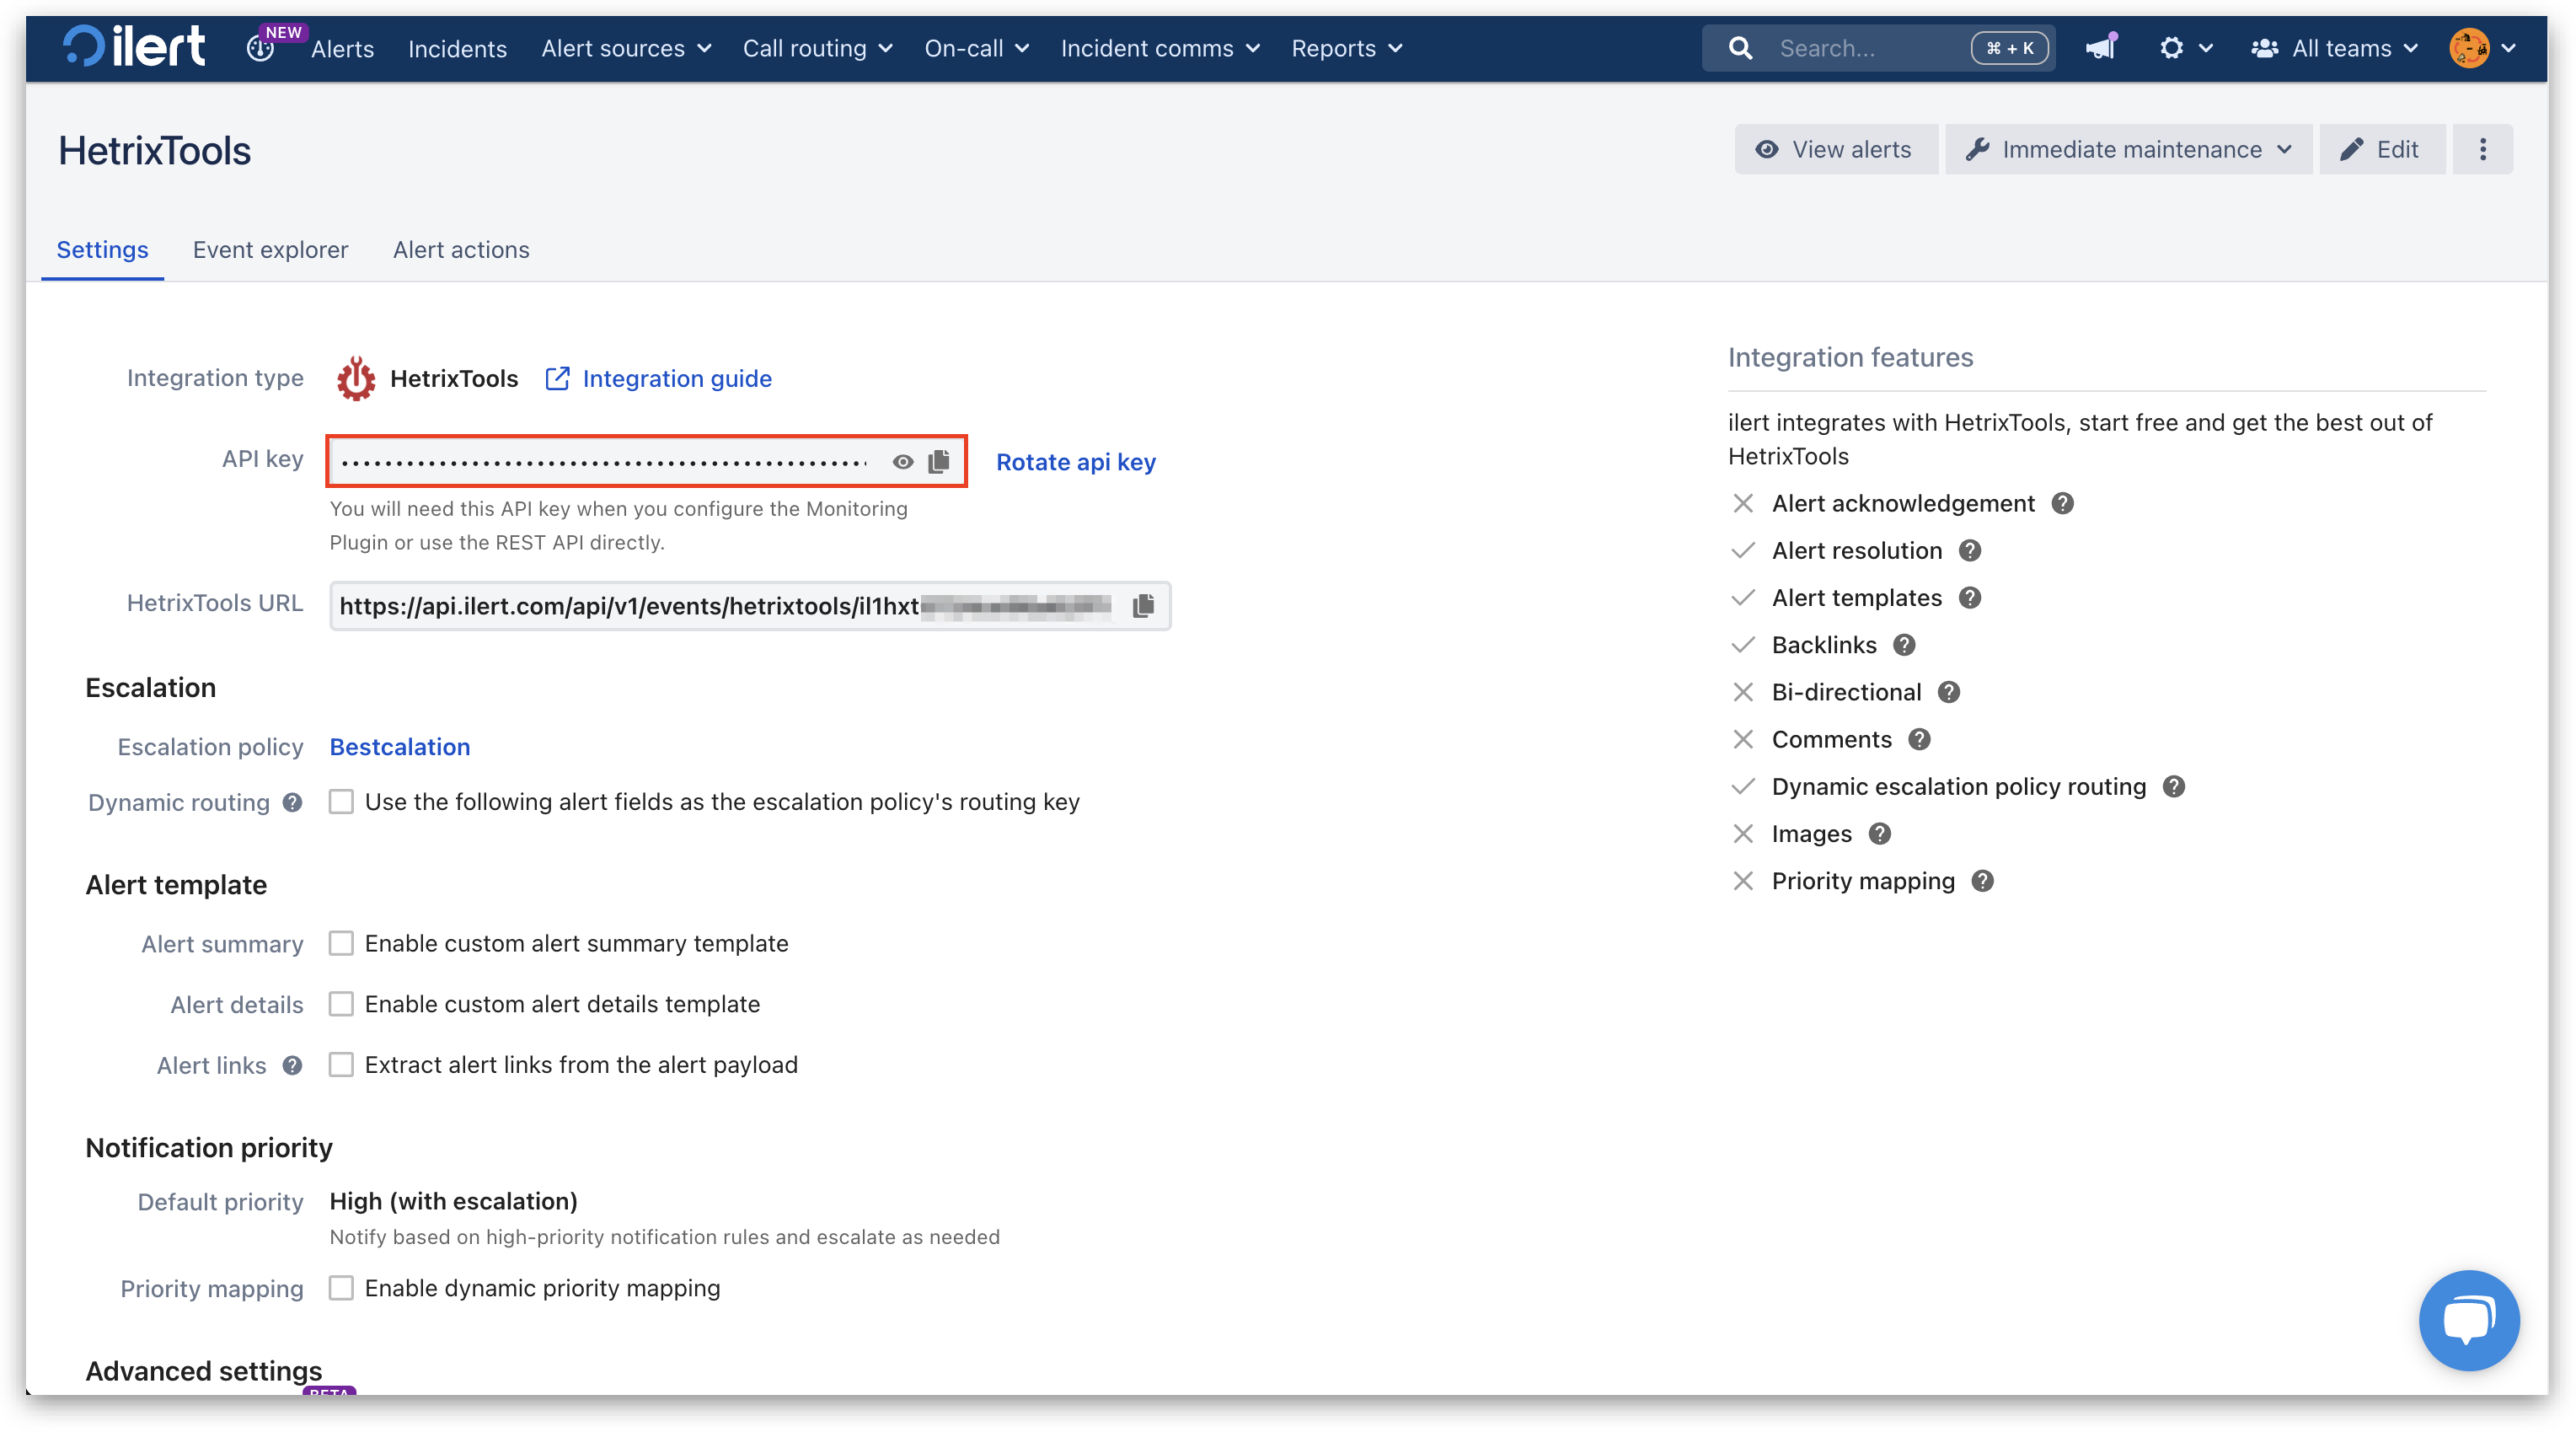 ilert
NEW
Alerts
Incidents
Alert sources
Call routing
On-call
Incident comms
Reports
Search...
⌘ + K
All teams
HetrixTools
View alerts
Immediate maintenance
Edit
Settings
Event explorer
Alert actions
Integration type
HetrixTools
Integration guide
API key
Rotate api key
You will need this API key when you configure the Monitoring
Plugin or use the REST API directly.
HetrixTools URL
https://api.ilert.com/api/v1/events/hetrixtools/il1hxt
Escalation
Escalation policy
Bestcalation
Dynamic routing
Use the following alert fields as the escalation policy's routing key
Alert template
Alert summary
Enable custom alert summary template
Alert details
Enable custom alert details template
Alert links
Extract alert links from the alert payload
Notification priority
Default priority
High (with escalation)
Notify based on high-priority notification rules and escalate as needed
Priority mapping
Enable dynamic priority mapping
Advanced settings
BETA
Integration features
ilert integrates with HetrixTools, start free and get the best out of
HetrixTools
Alert acknowledgement
Alert resolution
Alert templates
Backlinks
Bi-directional
Comments
Dynamic escalation policy routing
Images
Priority mapping